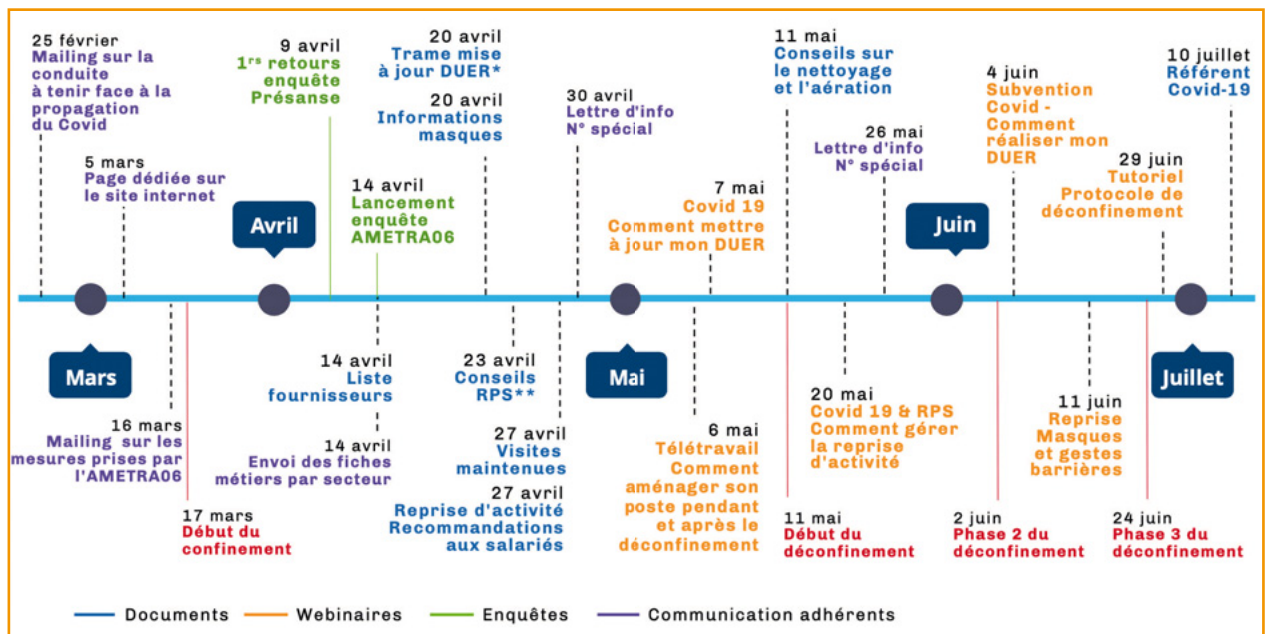 25 février
Mailing sur la
conduite
à tenir face à la
propagation
du Covid
5 mars
Page dédiée sur
le site internet
9 avril
1rs retours
enquête
Présanse
14 avril
Lancement
enquête
AMETRA06
20 avril
Trame mise
à jour DUER*
20 avril
Informations
masques
30 avril
Lettre d'info
N° spécial
7 mai
Covid 19
Comment mettre
à jour mon DUER
11 mai
Conseils sur
le nettoyage
et l'aération
26 mai
Lettre d'info
N° spécial
4 juin
Subvention
Covid -
Comment
réaliser mon
DUER
29 juin
Tutoriel
Protocole de
déconfinement
10 juillet
Référent
Covid-19
Avril
Juin
Mars
Mai
Juillet
16 mars
Mailing sur les
mesures prises par
l'AMETRA06
17 mars
Début du
confinement
14 avril
Liste
fournisseurs
14 avril
Envoi des fiches
métiers par secteur
23 avril
Conseils
RPS**
27 avril
Visites
maintenues
27 avril
Reprise d'activité
Recommandations
aux salariés
6 mai
Télétravail
Comment
aménager son
poste pendant
et après le
déconfinement
11 mai
Début du
déconfinement
20 mai
Covid 19 & RPS
Comment gérer
la reprise
d'activité
2 juin
Phase 2 du
déconfinement
11 juin
Reprise
Masques
et gestes
barrières
24 juin
Phase 3 du
déconfinement
Documents
Webinaires
Enquêtes
Communication adhérents